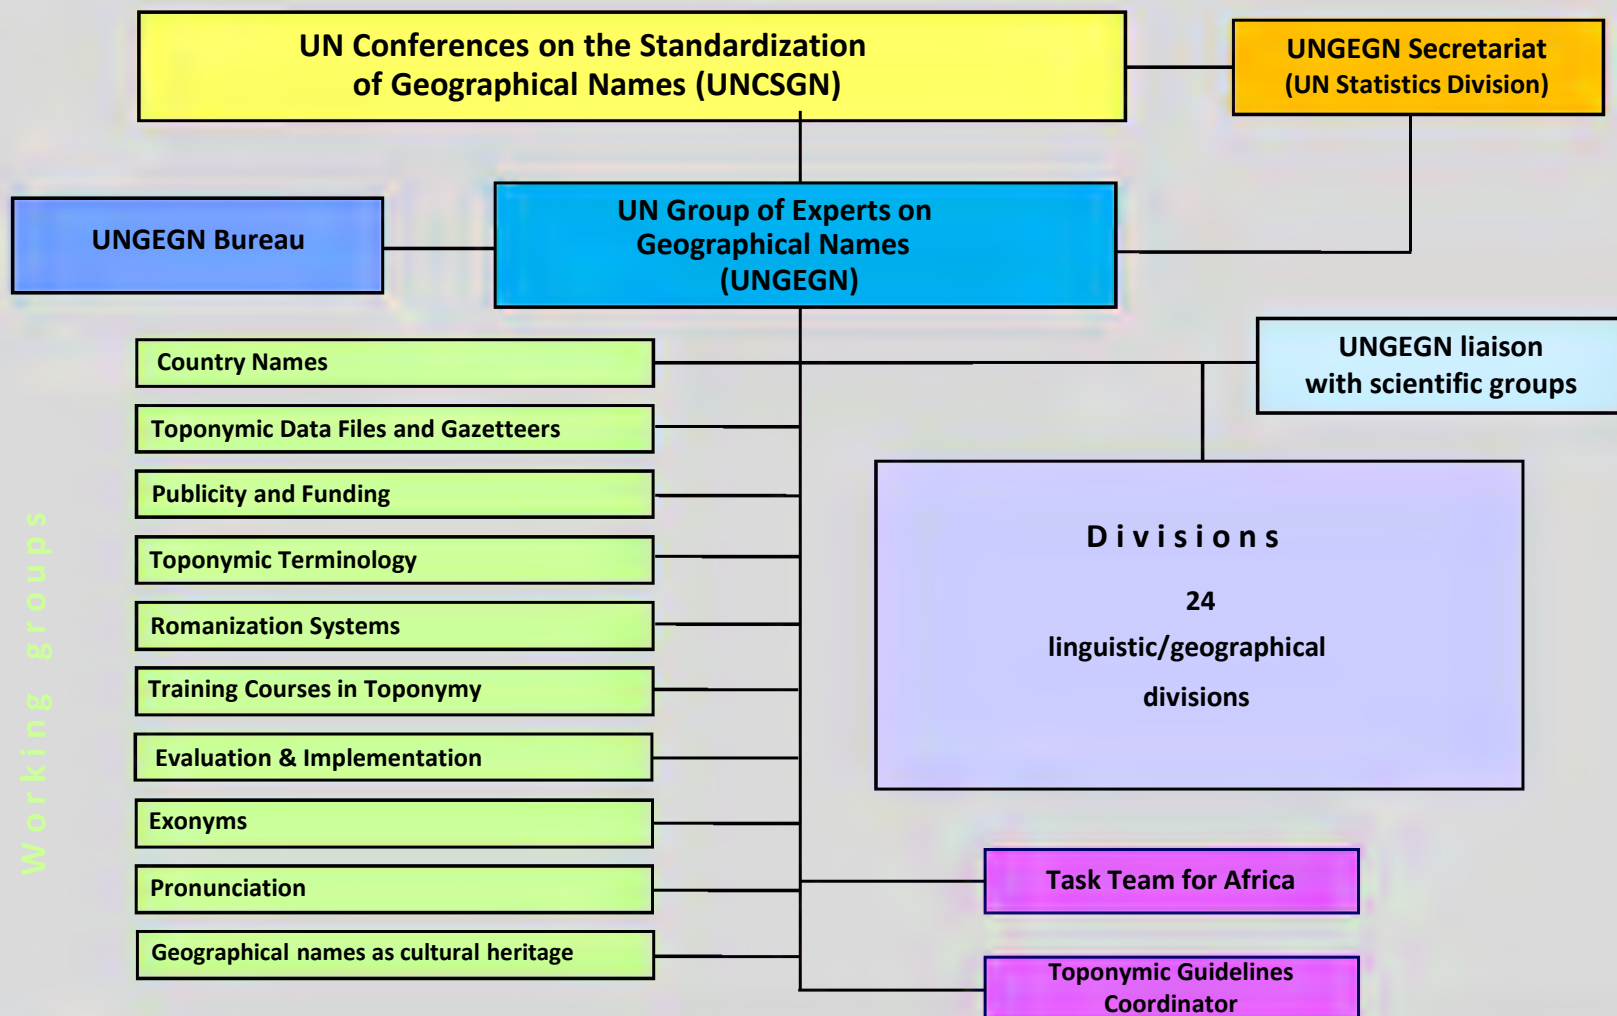 UN Conferences on the Standardization
of Geographical Names (UNCSGN)
UNGEGN Secretariat
(UN Statistics Division)
UNGEGN Bureau
UN Group of Experts on
Geographical Names
(UNGEGN)
UNGEGN liaison
with scientific groups
Working groups
Country Names
Toponymic Data Files and Gazetteers
Publicity and Funding
Toponymic Terminology
Romanization Systems
Training Courses in Toponymy
Evaluation & Implementation
Exonyms
Pronunciation
Geographical names as cultural heritage
Divisions
24
linguistic/geographical
divisions
Task Team for Africa
Toponymic Guidelines
Coordinator